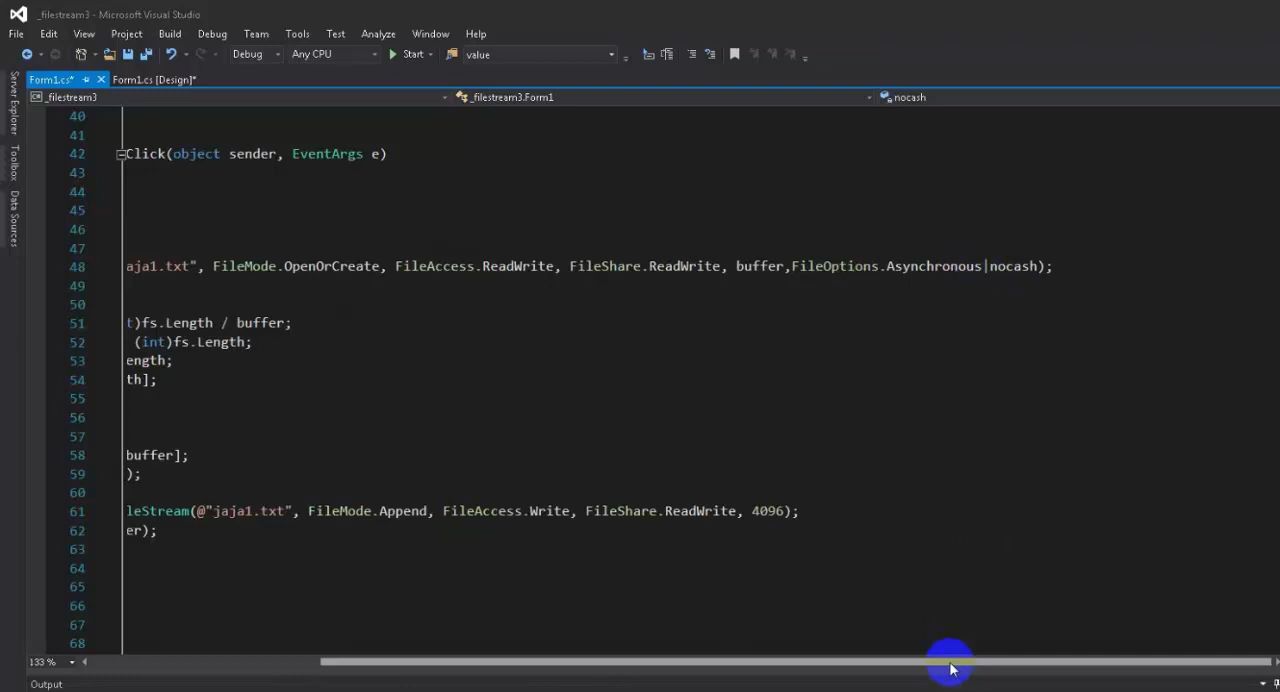 _filestream3 - Microsoft Visual Studio
File Edit View Project Build Debug Team Tools Test Analyze Window Help
Debug Any CPU Start value
Form1.cs* Form1.cs [Design]*
_filestream3 _filestream3.Form1 nocash
Server Explorer
Toolbox
Data Sources
40
41
42 Click(object sender, EventArgs e)
43
44
45
46
47
48 aja1.txt", FileMode.OpenOrCreate, FileAccess.ReadWrite, FileShare.ReadWrite, buffer,FileOptions.Asynchronous|nocash);
49
50
51 t)fs.Length / buffer;
52 (int)fs.Length;
53 ength;
54 th];
55
56
57
58 buffer];
59 );
60
61 leStream(@"jaja1.txt", FileMode.Append, FileAccess.Write, FileShare.ReadWrite, 4096);
62 er);
63
64
65
66
67
68
133 %
Output